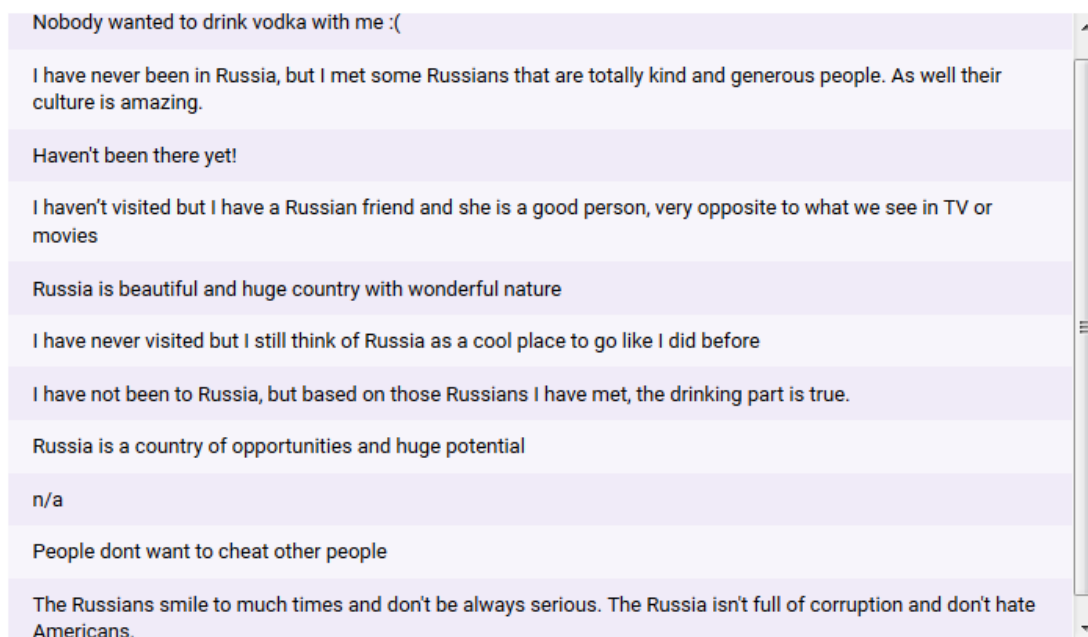 Nobody wanted to drink vodka with me :(
I have never been in Russia, but I met some Russians that are totally kind and generous people. As well their
culture is amazing.
Haven't been there yet!
I haven't visited but I have a Russian friend and she is a good person, very opposite to what we see in TV or
movies
Russia is beautiful and huge country with wonderful nature
I have never visited but I still think of Russia as a cool place to go like I did before
I have not been to Russia, but based on those Russians I have met, the drinking part is true.
Russia is a country of opportunities and huge potential
n/a
People dont want to cheat other people
The Russians smile to much times and don't be always serious. The Russia isn't full of corruption and don't hate
Americans.